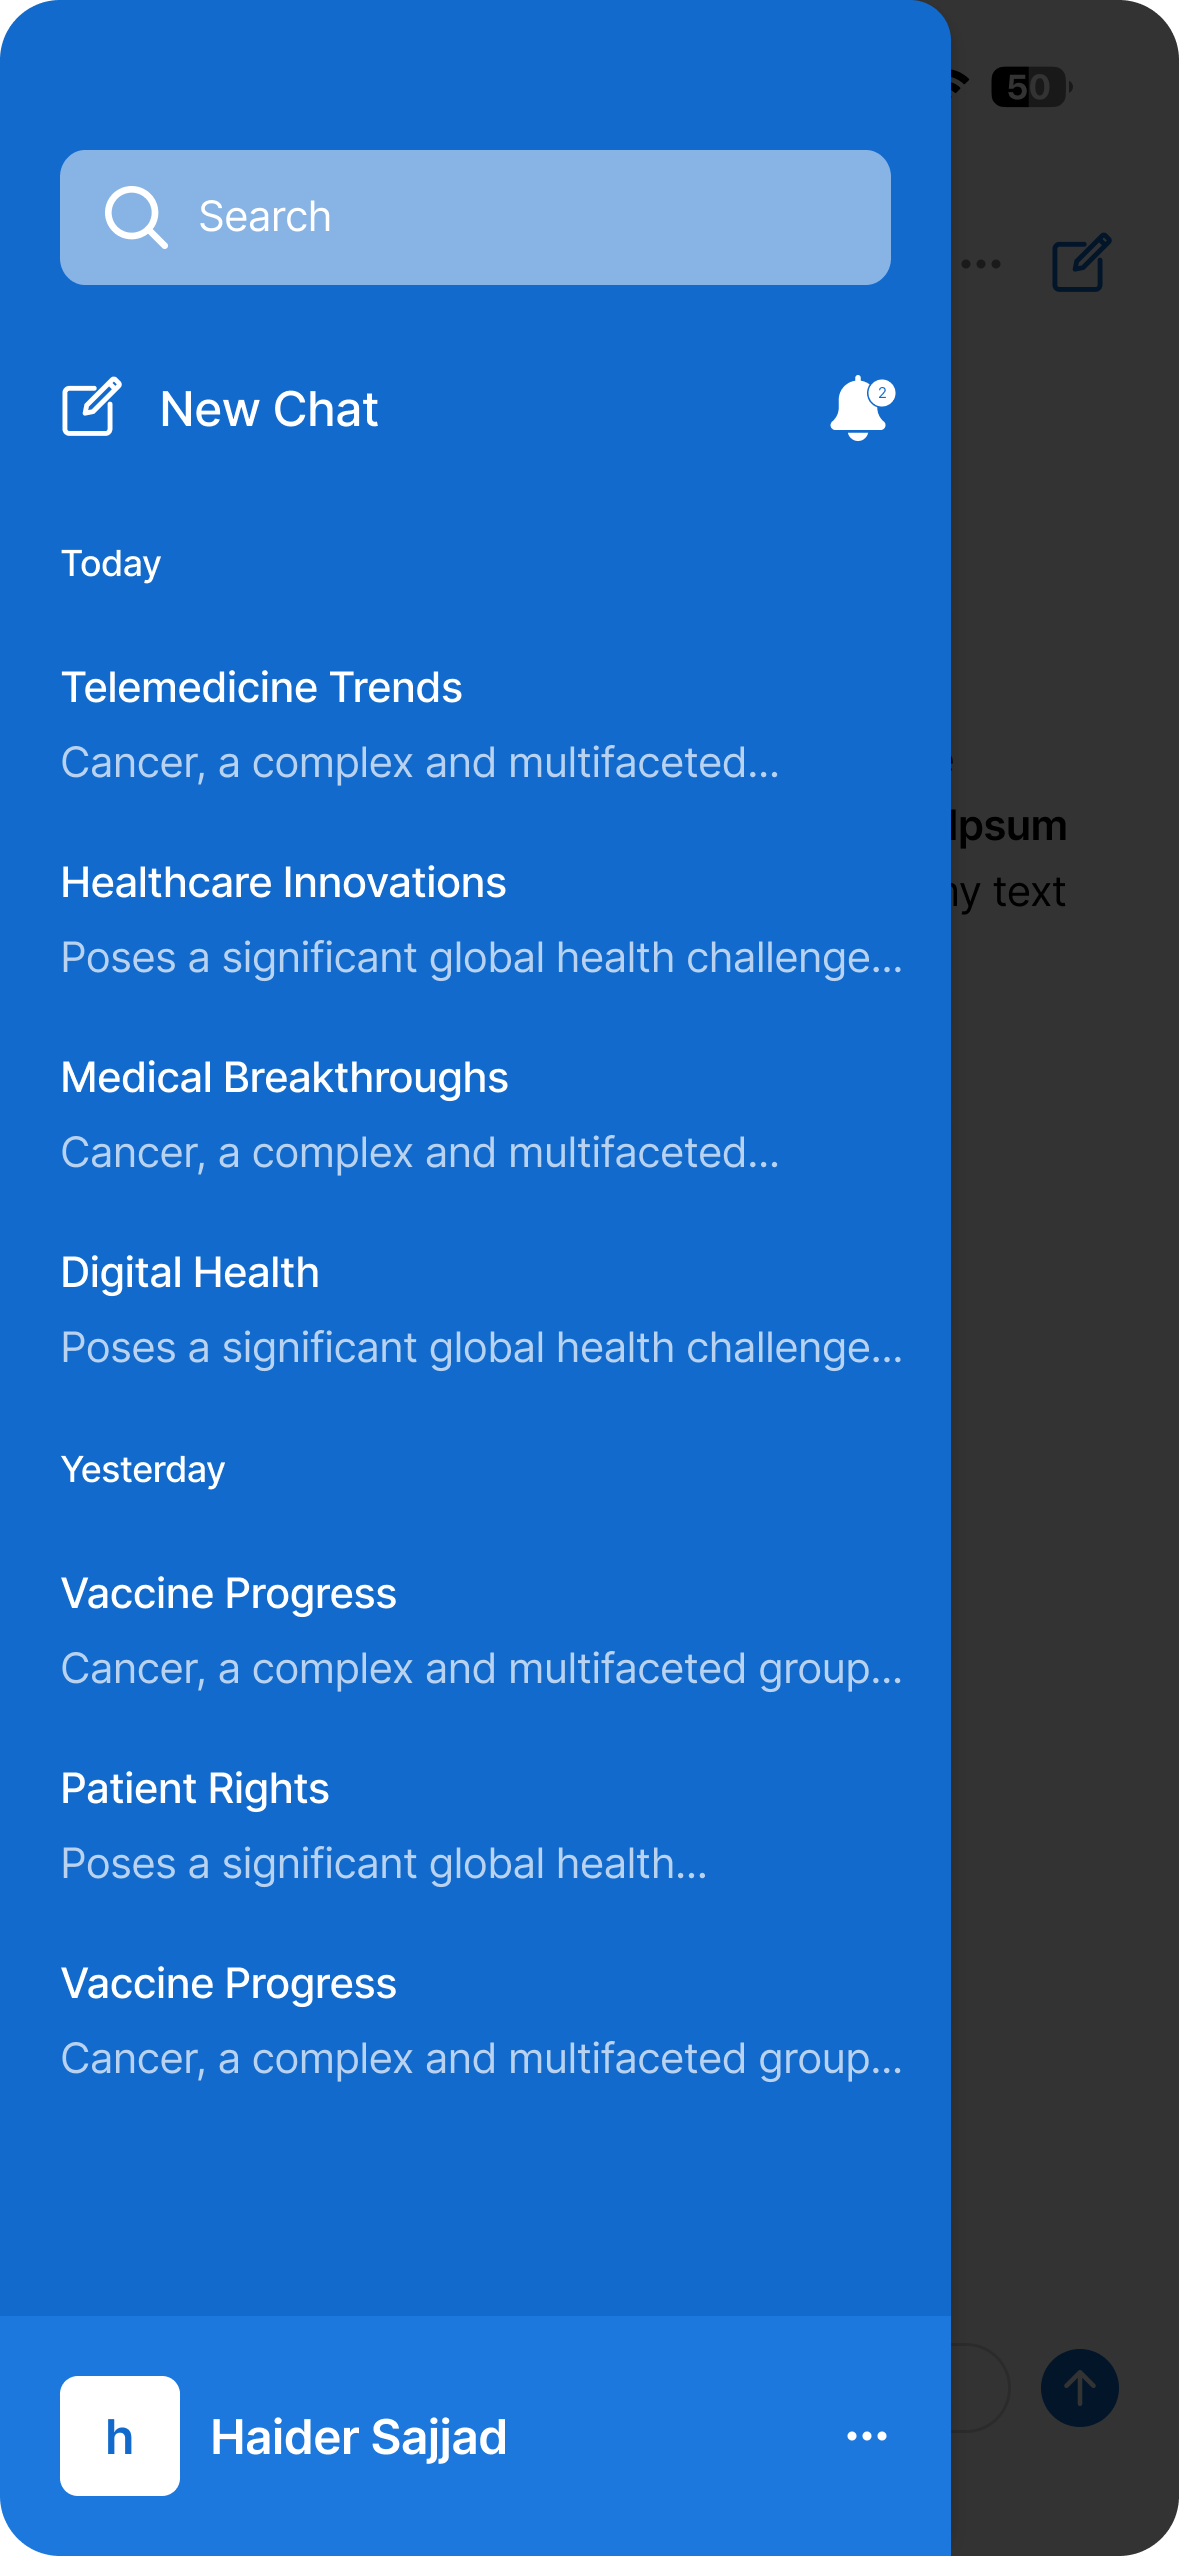 50
Search
New Chat
2
Today
Telemedicine Trends
Cancer, a complex and multifaceted...
Healthcare Innovations
Poses a significant global health challenge...
Medical Breakthroughs
Cancer, a complex and multifaceted...
Digital Health
Poses a significant global health challenge...
Yesterday
Vaccine Progress
Cancer, a complex and multifaceted group...
Patient Rights
Poses a significant global health...
Vaccine Progress
Cancer, a complex and multifaceted group...
Ipsum
text
h
Haider Sajjad